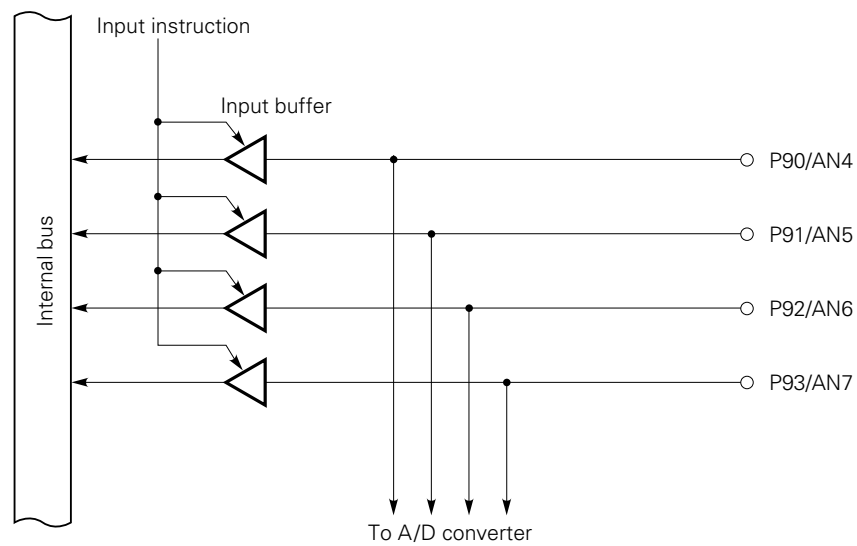 Input instruction
Input buffer
P90/AN4
P91/AN5
P92/AN6
P93/AN7
Internal bus
To A/D converter